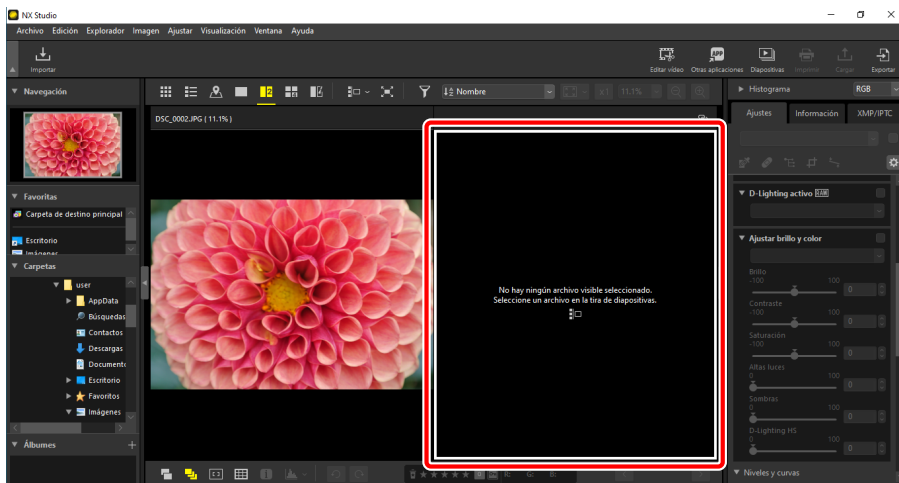 NX Studio
Archivo Edición Explorador Imagen Ajustar Visualización Ventana Ayuda
Importar
Editar vídeo Otras aplicaciones Diapositivas Imprimir Cargar Exportar
Navegación
Nombre
x1 11.1%
Histograma RGB
DSC_0002.JPG ( 11.1% )
Ajustes Información XMP/IPTC
Favoritas
Carpeta de destino principal
Escritorio
Imágenes
Carpetas
user
AppData
Búsquedas
Contactos
Descargas
Documento
Escritorio
Favoritos
Imágenes
Álbumes
No hay ningún archivo visible seleccionado.
Seleccione un archivo en la tira de diapositivas.
D-Lighting activo RAW
Ajustar brillo y color
Brillo
-100 100
0
Contraste
-100 100
0
Saturación
-100 100
0
Altas luces
0 100
0
Sombras
0 100
0
D-Lighting HS
0 100
0
Niveles y curvas
R: G: B: